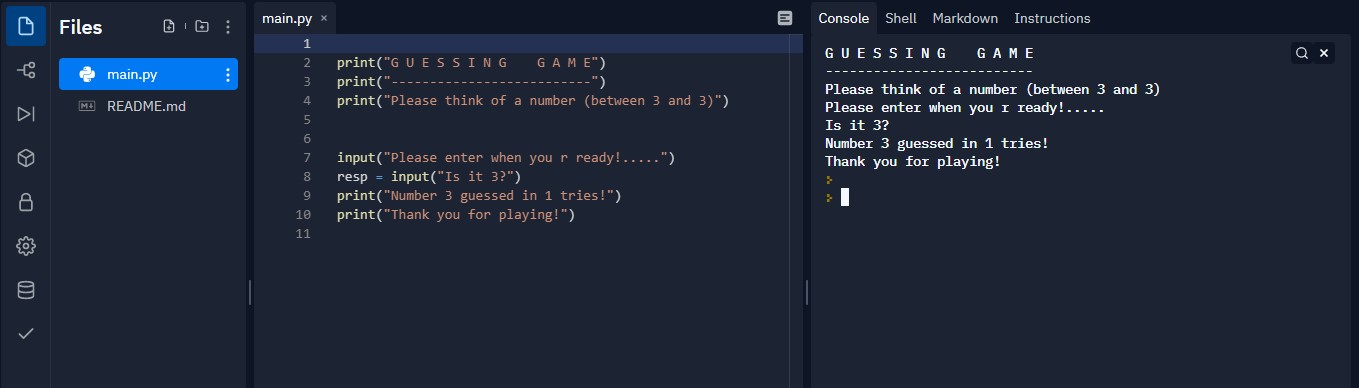 Files
main.py
README.md
main.py ×
1
2 print("G U E S S I N G    G A M E")
3 print("-------------------------")
4 print("Please think of a number (between 3 and 3)")
5
6
7 input("Please enter when you r ready!.....")
8 resp = input("Is it 3?")
9 print("Number 3 guessed in 1 tries!")
10 print("Thank you for playing!")
11
Console Shell Markdown Instructions
G U E S S I N G    G A M E
--------------------------
Please think of a number (between 3 and 3)
Please enter when you r ready!.....
Is it 3?
Number 3 guessed in 1 tries!
Thank you for playing!